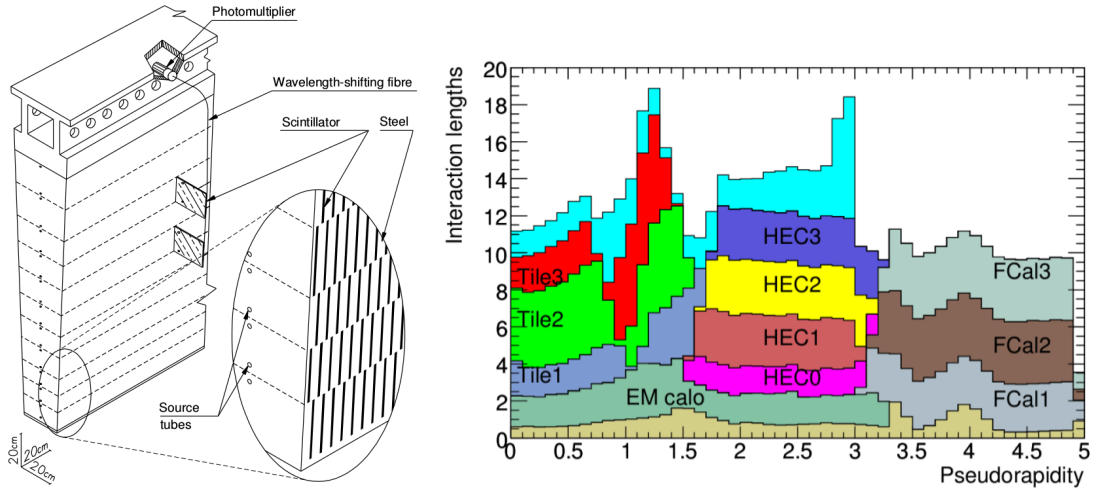 Photomultiplier
Wavelength-shifting fibre
Scintillator
Steel
Source
tubes
20cm
20cm
20cm
Interaction lengths
20
18
16
14
12
10
8
6
4
2
0
Tile3
Tile2
Tile1
EM calo
HEC3
HEC2
HEC1
HEC0
FCal3
FCal2
FCal1
0 0.5 1 1.5 2 2.5 3 3.5 4 4.5 5
Pseudorapidity